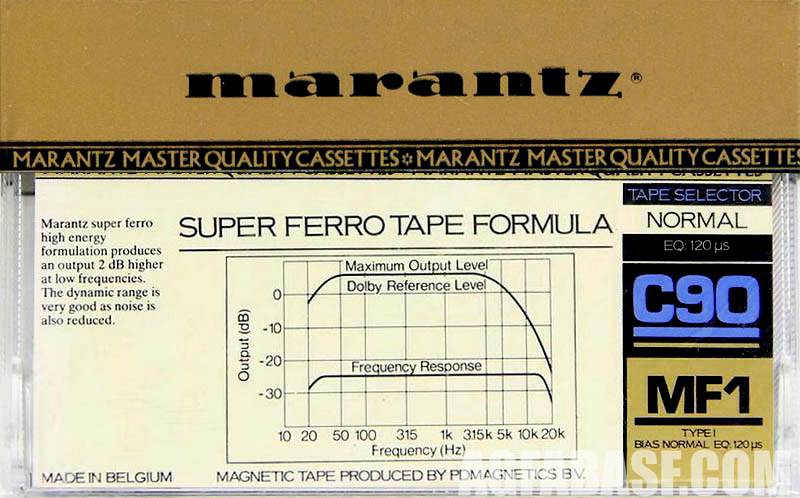 marantz®
MARANTZ MASTER QUALITY CASSETTES ✲ MARANTZ MASTER QUALITY CASSETTES
TAPE SELECTOR
NORMAL
EQ: 120 µs
C90
MF1
TYPE I
BIAS NORMAL EQ: 120 µs
Marantz super ferro
high energy
formulation produces
an output 2 dB higher
at low frequencies.
The dynamic range is
very good as noise is
also reduced.
SUPER FERRO TAPE FORMULA
Maximum Output Level
Dolby Reference Level
Frequency Response
Output (dB)
0
-10
-20
-30
10 20 50 100 315 1k 3.15k 5k 10k 20k
Frequency (Hz)
MADE IN BELGIUM
MAGNETIC TAPE PRODUCED BY PDMAGNETICS B.V.
AGFABASE.COM